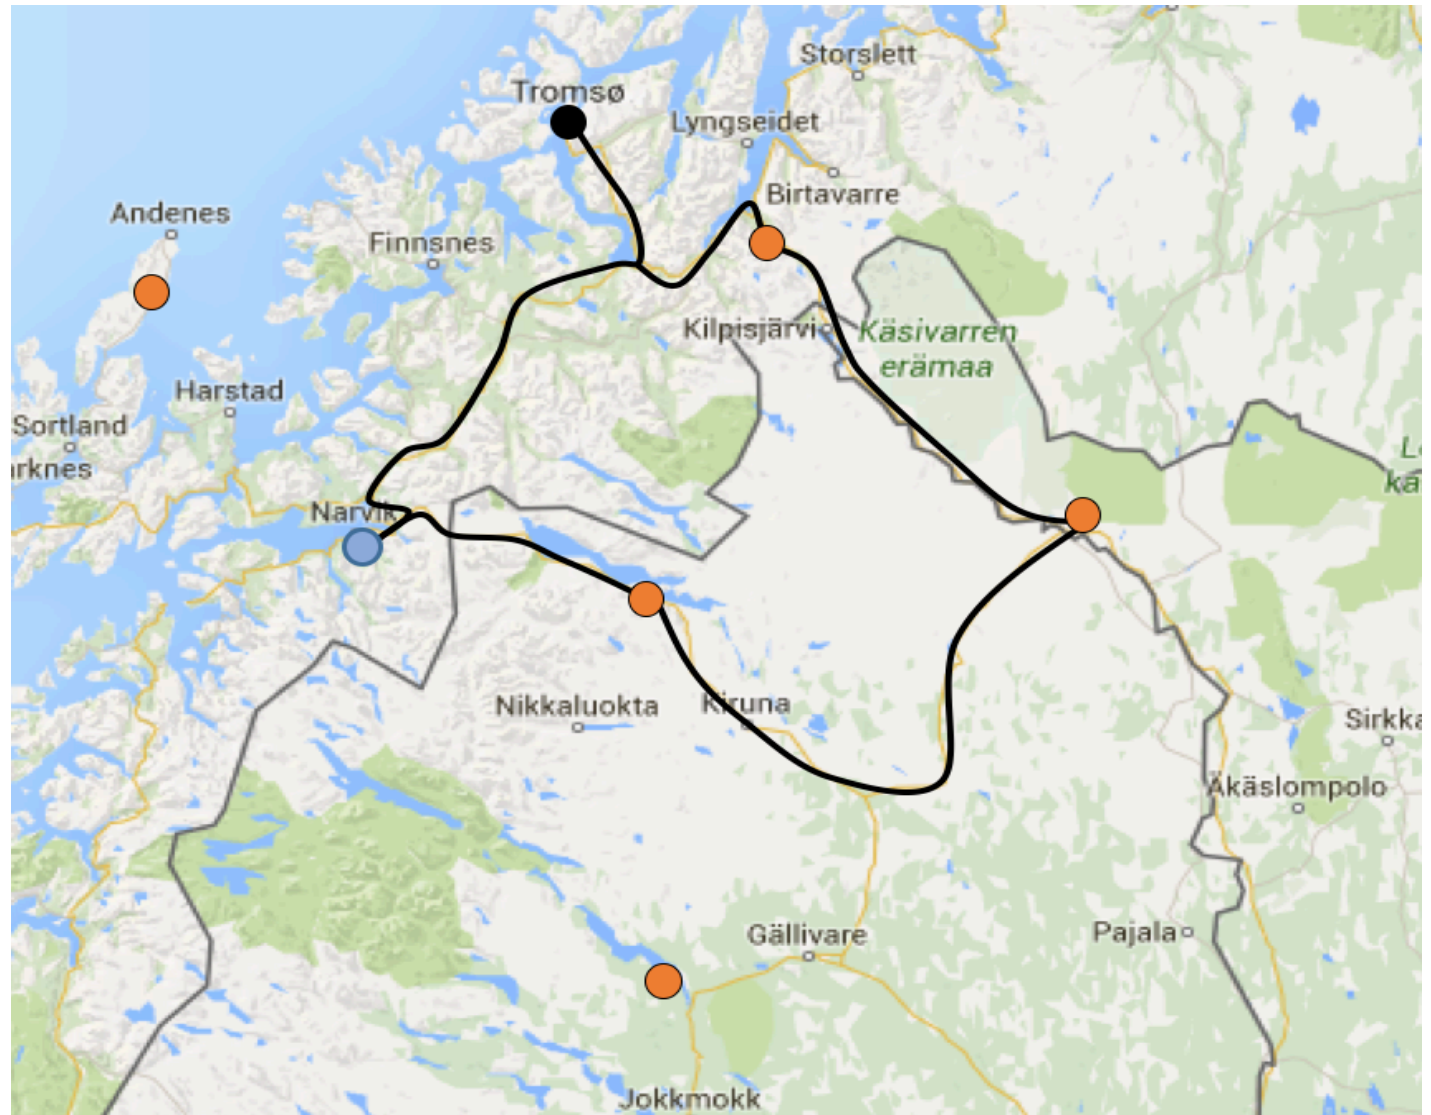 Storslett
Tromsø
Lyngseidet
Birtavarre
Andenes
Finnsnes
Kilpisjärvi
Käsivarren
erämaa
Harstad
Sortland
Narvik
Nikkaluokta
Kiruna
Sirkka
Äkäslompolo
Gällivare
Pajala
Jokkmokk